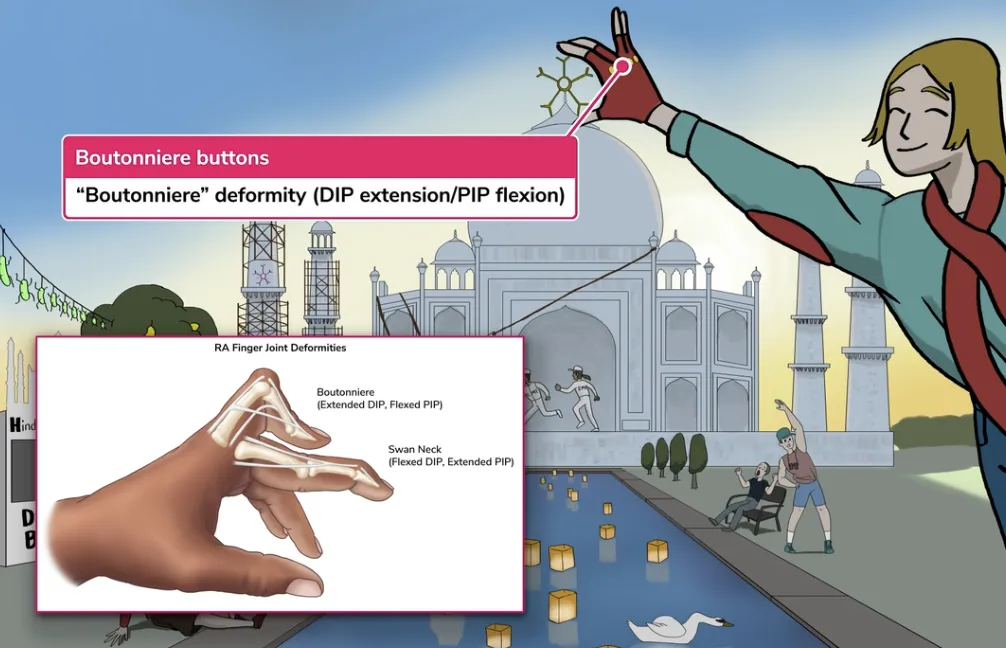 Boutonniere buttons
“Boutonniere” deformity (DIP extension/PIP flexion)
RA Finger Joint Deformities
Boutonniere
(Extended DIP, Flexed PIP)
Swan Neck
(Flexed DIP, Extended PIP)